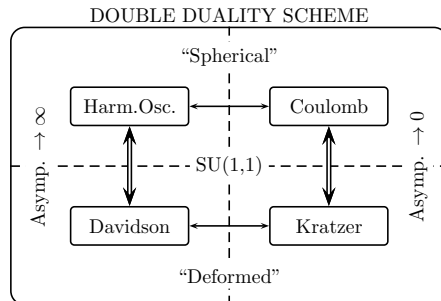 DOUBLE DUALITY SCHEME
“Spherical”
Harm.Osc.
Coulomb
Asymp. → ∞
SU(1,1)
Asymp. → 0
Davidson
Kratzer
“Deformed”